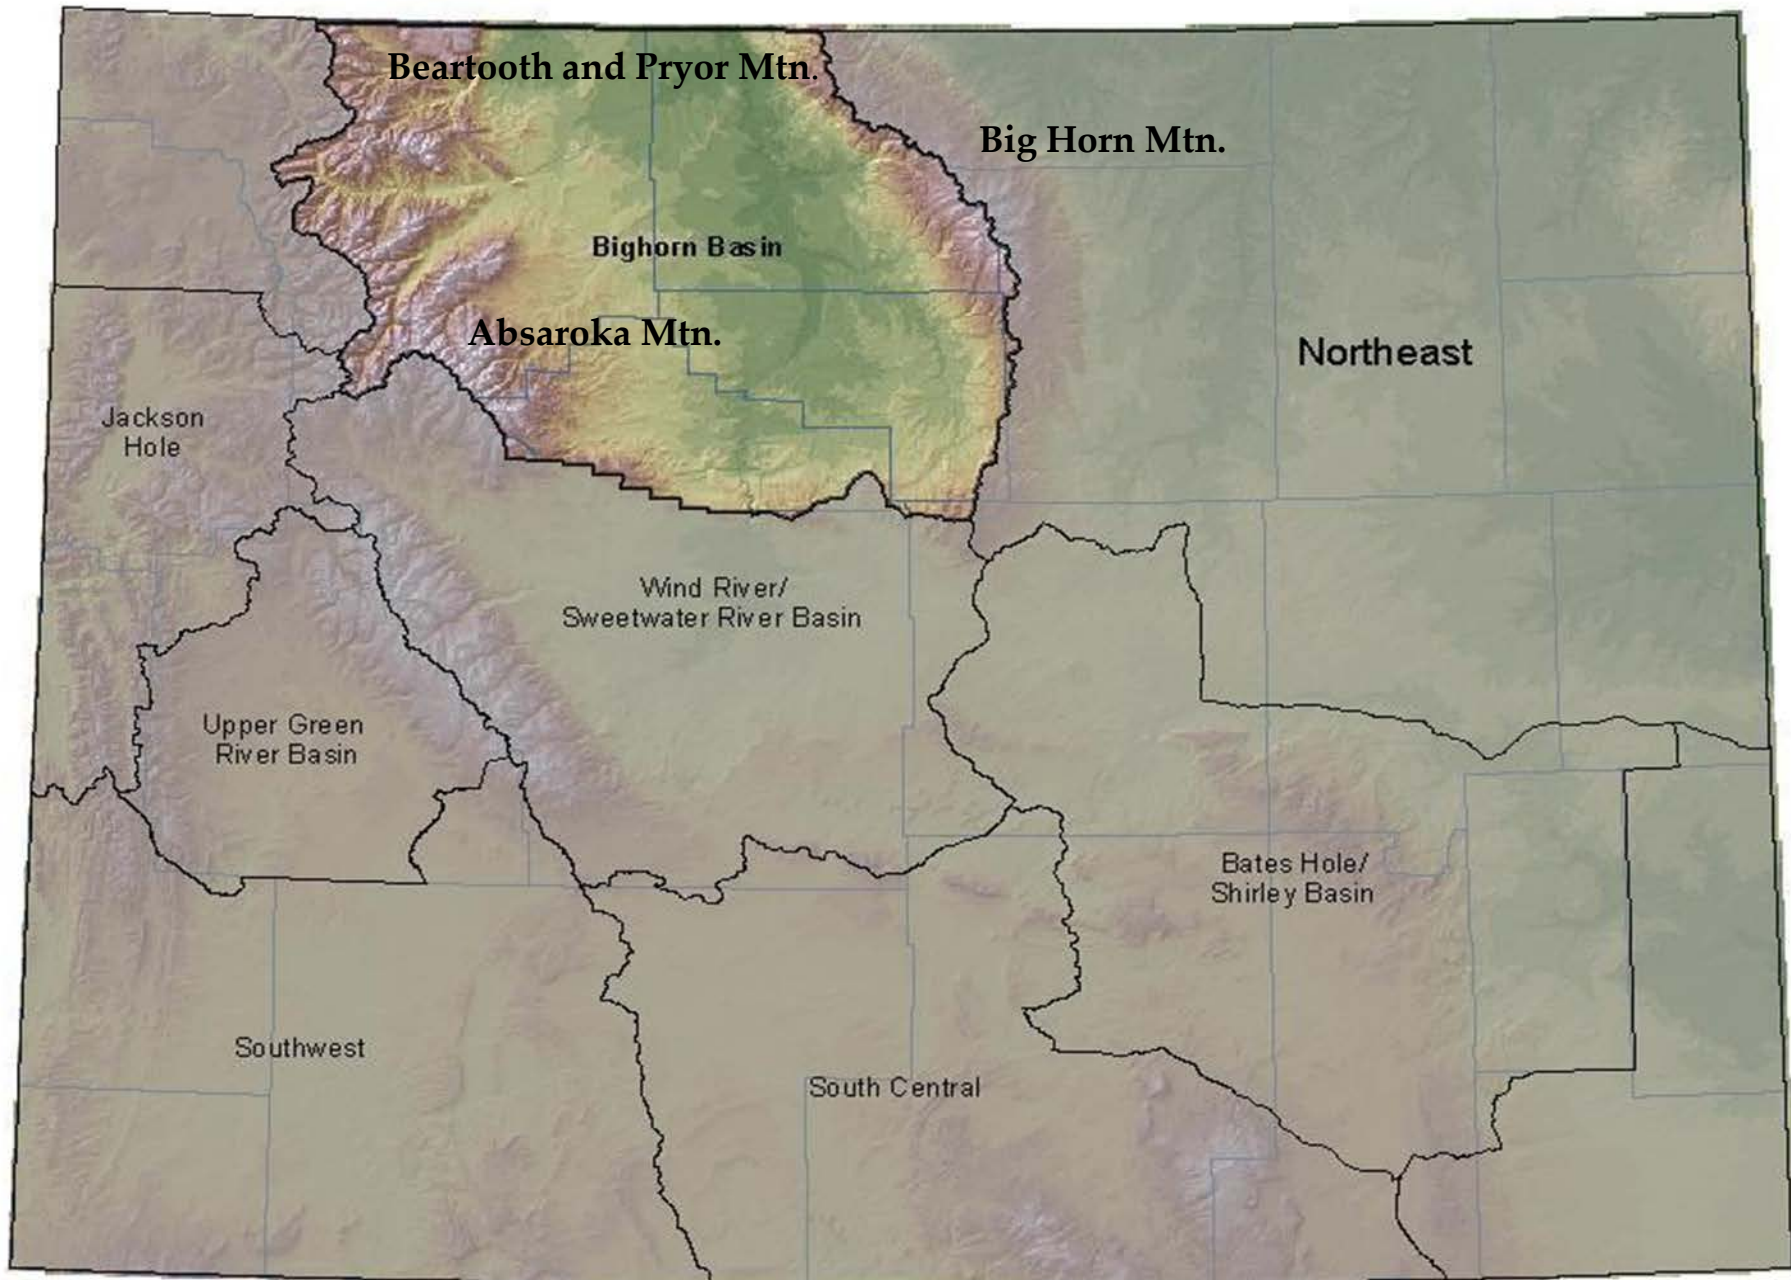 Beartooth and Pryor Mtn.
Big Horn Mtn.
Bighorn Basin
Absaroka Mtn.
Northeast
Jackson
Hole
Wind River/
Sweetwater River Basin
Upper Green
River Basin
Bates Hole/
Shirley Basin
Southwest
South Central